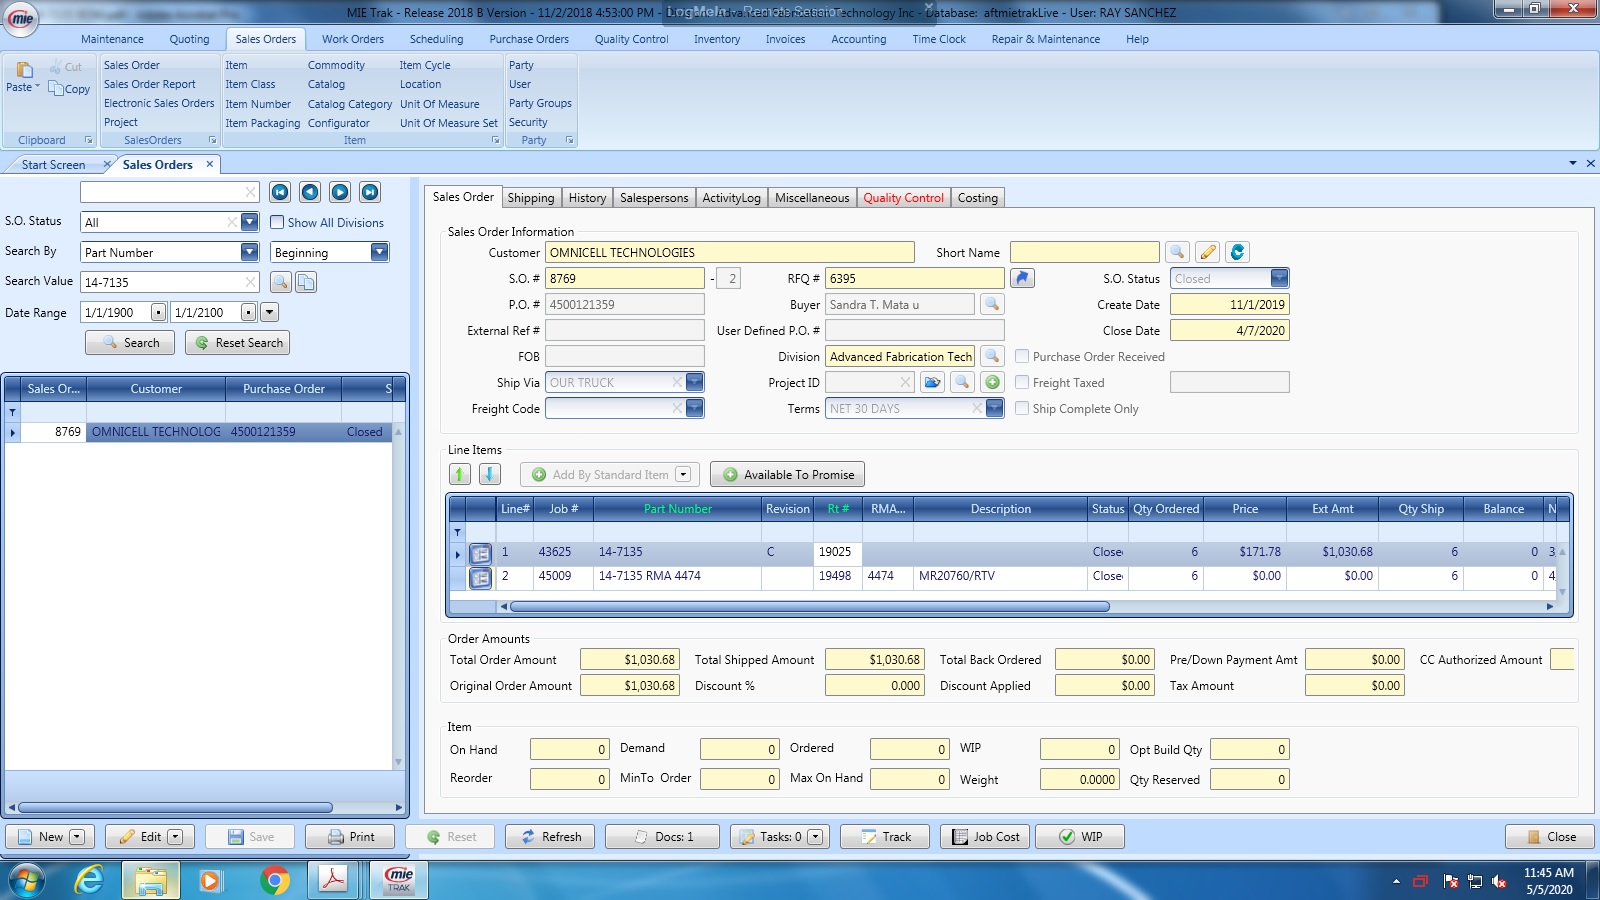 MIE Trak - Release 2018 B Version - 11/2/2018 4:53:00 PM - Advanced Fabrication Technology Inc - Database: aftmietrakLive - User: RAY SANCHEZ
LogMeIn - Remote Session
mie
Maintenance Quoting Sales Orders Work Orders Scheduling Purchase Orders Quality Control Inventory Invoices Accounting Time Clock Repair & Maintenance Help
Paste Cut Copy
Clipboard
Sales Order
Sales Order Report
Electronic Sales Orders
Project
SalesOrders
Item Commodity Item Cycle
Item Class Catalog Location
Item Number Catalog Category Unit Of Measure
Item Packaging Configurator Unit Of Measure Set
Item
Party
User
Party Groups
Security
Party
Start Screen Sales Orders
S.O. Status All Show All Divisions
Search By Part Number Beginning
Search Value 14-7135
Date Range 1/1/1900 1/1/2100
Search Reset Search
Sales Or... Customer Purchase Order S
8769 OMNICELL TECHNOLOG 4500121359 Closed
Sales Order Shipping History Salespersons ActivityLog Miscellaneous Quality Control Costing
Sales Order Information
Customer OMNICELL TECHNOLOGIES Short Name
S.O. # 8769 - 2 RFQ # 6395 S.O. Status Closed
P.O. # 4500121359 Buyer Sandra T. Mata u Create Date 11/1/2019
External Ref # User Defined P.O. # Close Date 4/7/2020
FOB Division Advanced Fabrication Tech Purchase Order Received
Ship Via OUR TRUCK Project ID Freight Taxed
Freight Code Terms NET 30 DAYS Ship Complete Only
Line Items
Add By Standard Item Available To Promise
Line# Job # Part Number Revision Rt # RMA... Description Status Qty Ordered Price Ext Amt Qty Ship Balance N
1 43625 14-7135 C 19025 Close 6 $171.78 $1,030.68 6 0 3
2 45009 14-7135 RMA 4474 19498 4474 MR20760/RTV Close 6 $0.00 $0.00 6 0 4
Order Amounts
Total Order Amount $1,030.68 Total Shipped Amount $1,030.68 Total Back Ordered $0.00 Pre/Down Payment Amt $0.00 CC Authorized Amount
Original Order Amount $1,030.68 Discount % 0.000 Discount Applied $0.00 Tax Amount $0.00
Item
On Hand 0 Demand 0 Ordered 0 WIP 0 Opt Build Qty 0
Reorder 0 MinTo Order 0 Max On Hand 0 Weight 0.0000 Qty Reserved 0
New Edit Save Print Reset Refresh Docs: 1 Tasks: 0 Track Job Cost WIP Close
mie TRAK
11:45 AM
5/5/2020